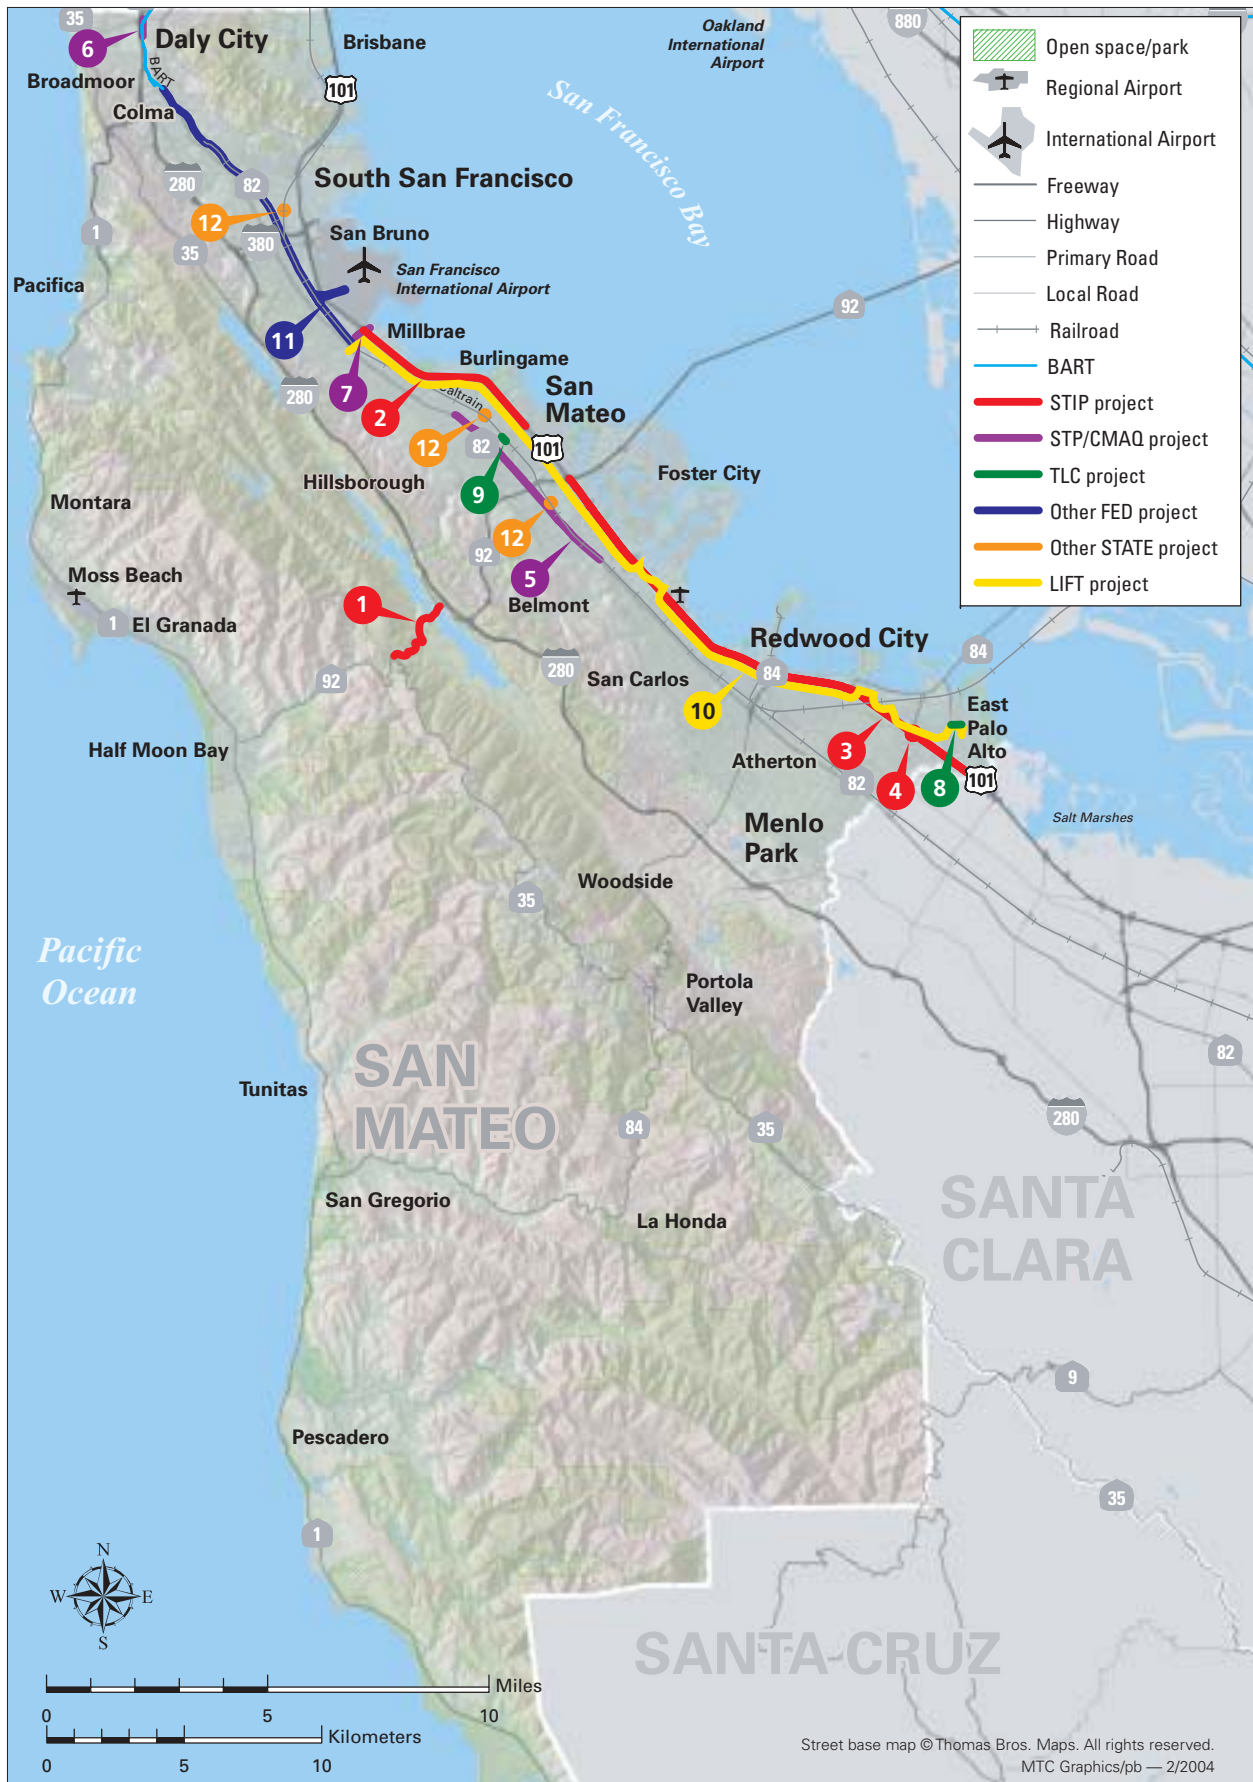 35
Daly City
6
Broadmoor
BART
Colma
Brisbane
101
Oakland
International
Airport
880
San Francisco Bay
280
82
South San Francisco
12
380
35
1
San Bruno
San Francisco
International Airport
Pacifica
11
Millbrae
92
Burlingame
280
7
2
Caltrain
San
Mateo
12
82
101
Hillsborough
9
Foster City
Montara
12
92
5
Belmont
Moss Beach
1
El Granada
1
92
280
San Carlos
Redwood City
84
84
10
East
Palo
Alto
3
Atherton
82
4
8
101
Half Moon Bay
Menlo
Park
Salt Marshes
Woodside
35
Pacific
Ocean
Portola
Valley
SAN
MATEO
82
Tunitas
84
35
280
San Gregorio
La Honda
SANTA
CLARA
9
Pescadero
35
1
SANTA CRUZ
N
W
E
S
Miles
0
5
10
Kilometers
0
5
10
Open space/park
Regional Airport
International Airport
Freeway
Highway
Primary Road
Local Road
Railroad
BART
STIP project
STP/CMAQ project
TLC project
Other FED project
Other STATE project
LIFT project
Street base map © Thomas Bros. Maps. All rights reserved.
MTC Graphics/pb — 2/2004